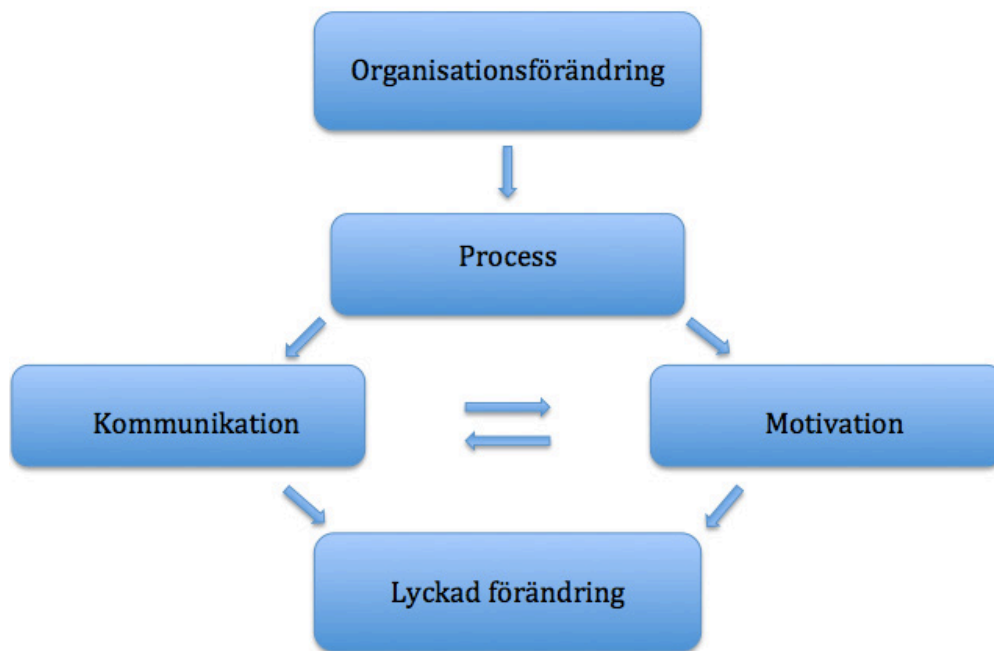 Organisationsförändring
Process
Kommunikation
Motivation
Lyckad förändring